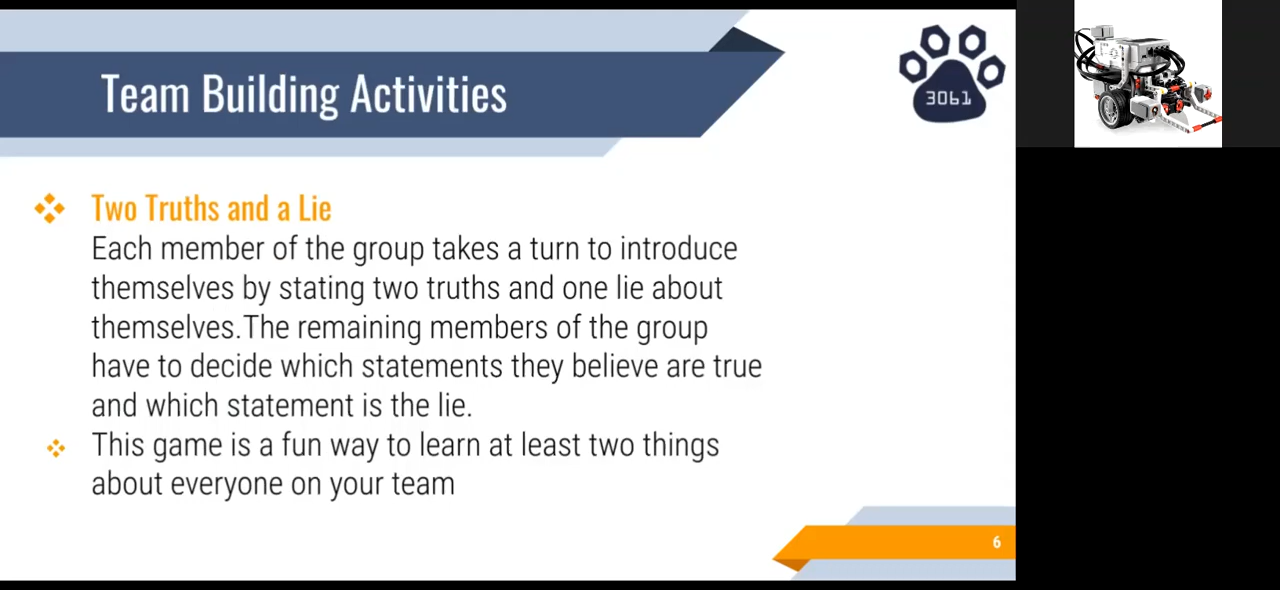 Team Building Activities
3061
Two Truths and a Lie
Each member of the group takes a turn to introduce
themselves by stating two truths and one lie about
themselves.The remaining members of the group
have to decide which statements they believe are true
and which statement is the lie.
This game is a fun way to learn at least two things
about everyone on your team
6